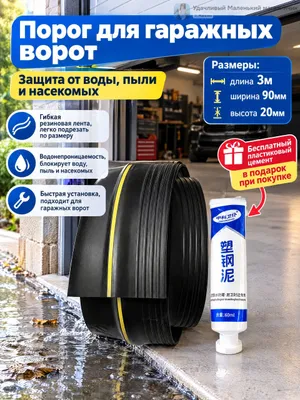 Удачливый Маленький
Порог для гаражных
ворот
Защита от воды, пыли
и насекомых
Размеры:
длина 3м
ширина 90мм
высота 20мм
Гибкая
резиновая лента,
легко подрезать по
размеру
Водонепроницаемость,
блокирует воду,
пыль и насекомых
Быстрая установка,
подходит для
гаражных ворот
Бесплатный
пластиковый
цемент
в подарок
при покупке
塑钢泥